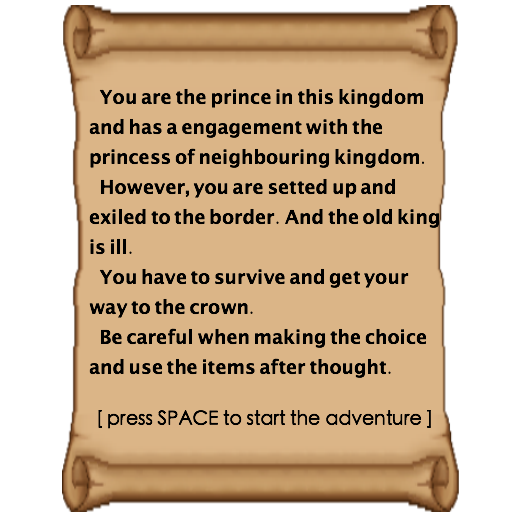 You are the prince in this kingdom
and has a engagement with the
princess of neighbouring kingdom.
However, you are setted up and
exiled to the border. And the old king
is ill.
You have to survive and get your
way to the crown.
Be careful when making the choice
and use the items after thought.
[ press SPACE to start the adventure ]